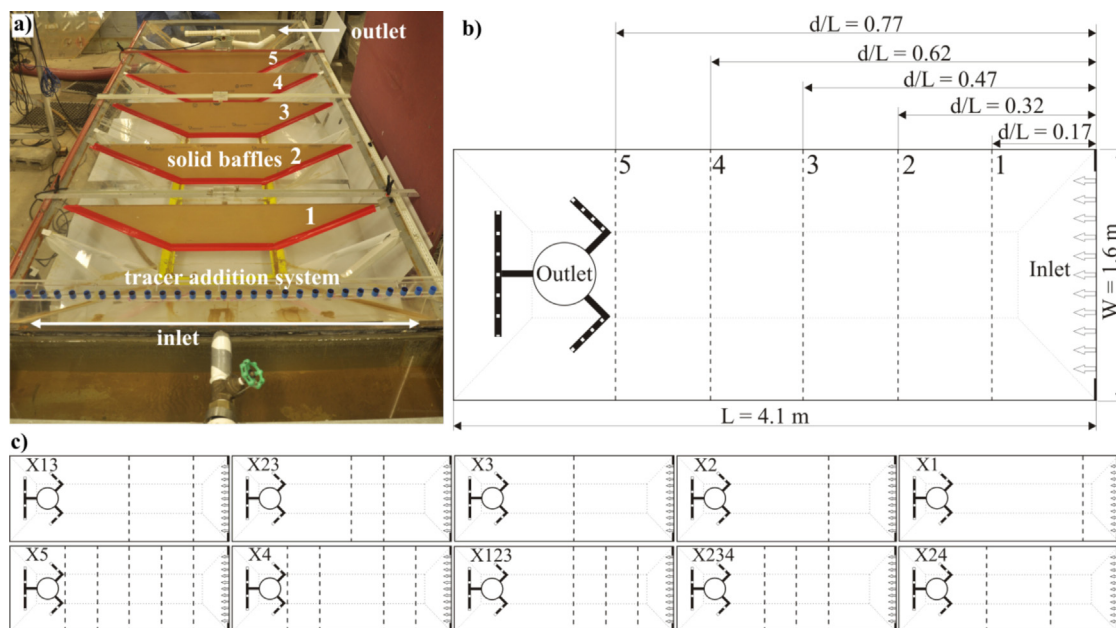 a)
outlet
5
4
3
solid baffles 2
1
tracer addition system
inlet
b)
d/L = 0.77
d/L = 0.62
d/L = 0.47
d/L = 0.32
d/L = 0.17
5 4 3 2 1
Outlet
Inlet
W = 1.6 m
L = 4.1 m
c)
X13 X23 X3 X2 X1
X5 X4 X123 X234 X24